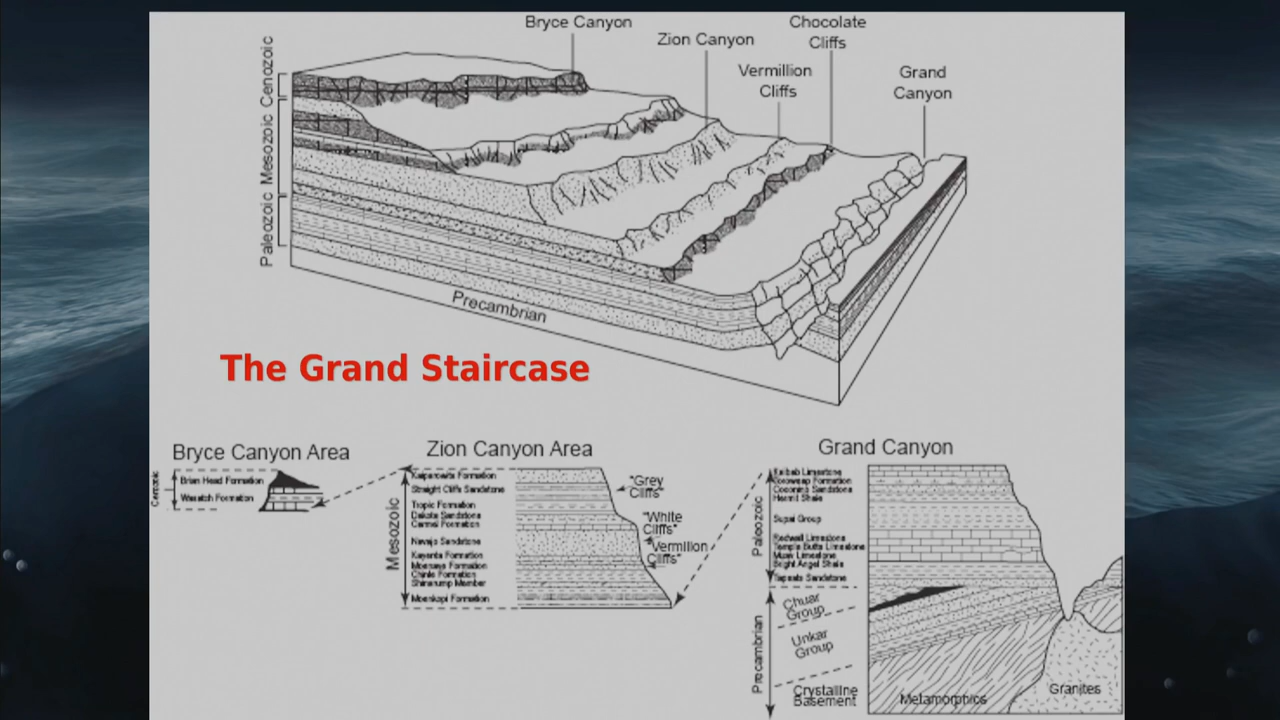 Bryce Canyon
Chocolate
Cliffs
Zion Canyon
Vermillion
Cliffs
Grand
Canyon
Cenozoic
Mesozoic
Paleozoic
Precambrian
The Grand Staircase
Bryce Canyon Area
Cenozoic
Brian Head Formation
Wasatch Formation
Zion Canyon Area
Mesozoic
Kaiparowits Formation
Straight Cliffs Sandstone
Tropic Formation
Dakota Sandstone
Carmel Formation
Navajo Sandstone
Kayenta Formation
Moenave Formation
Chinle Formation
Shinarump Member
Moenkopi Formation
"Grey
Cliffs"
"White
Cliffs"
"Vermilion
Cliffs"
Grand Canyon
Paleozoic
Kaibab Limestone
Toroweap Formation
Coconino Sandstone
Hermit Shale
Supai Group
Redwall Limestone
Temple Butte Limestone
Muav Limestone
Bright Angel Shale
Tapeats Sandstone
Precambrian
Chuar
Group
Unkar
Group
Crystalline
Basement
Metamorphics
Granites